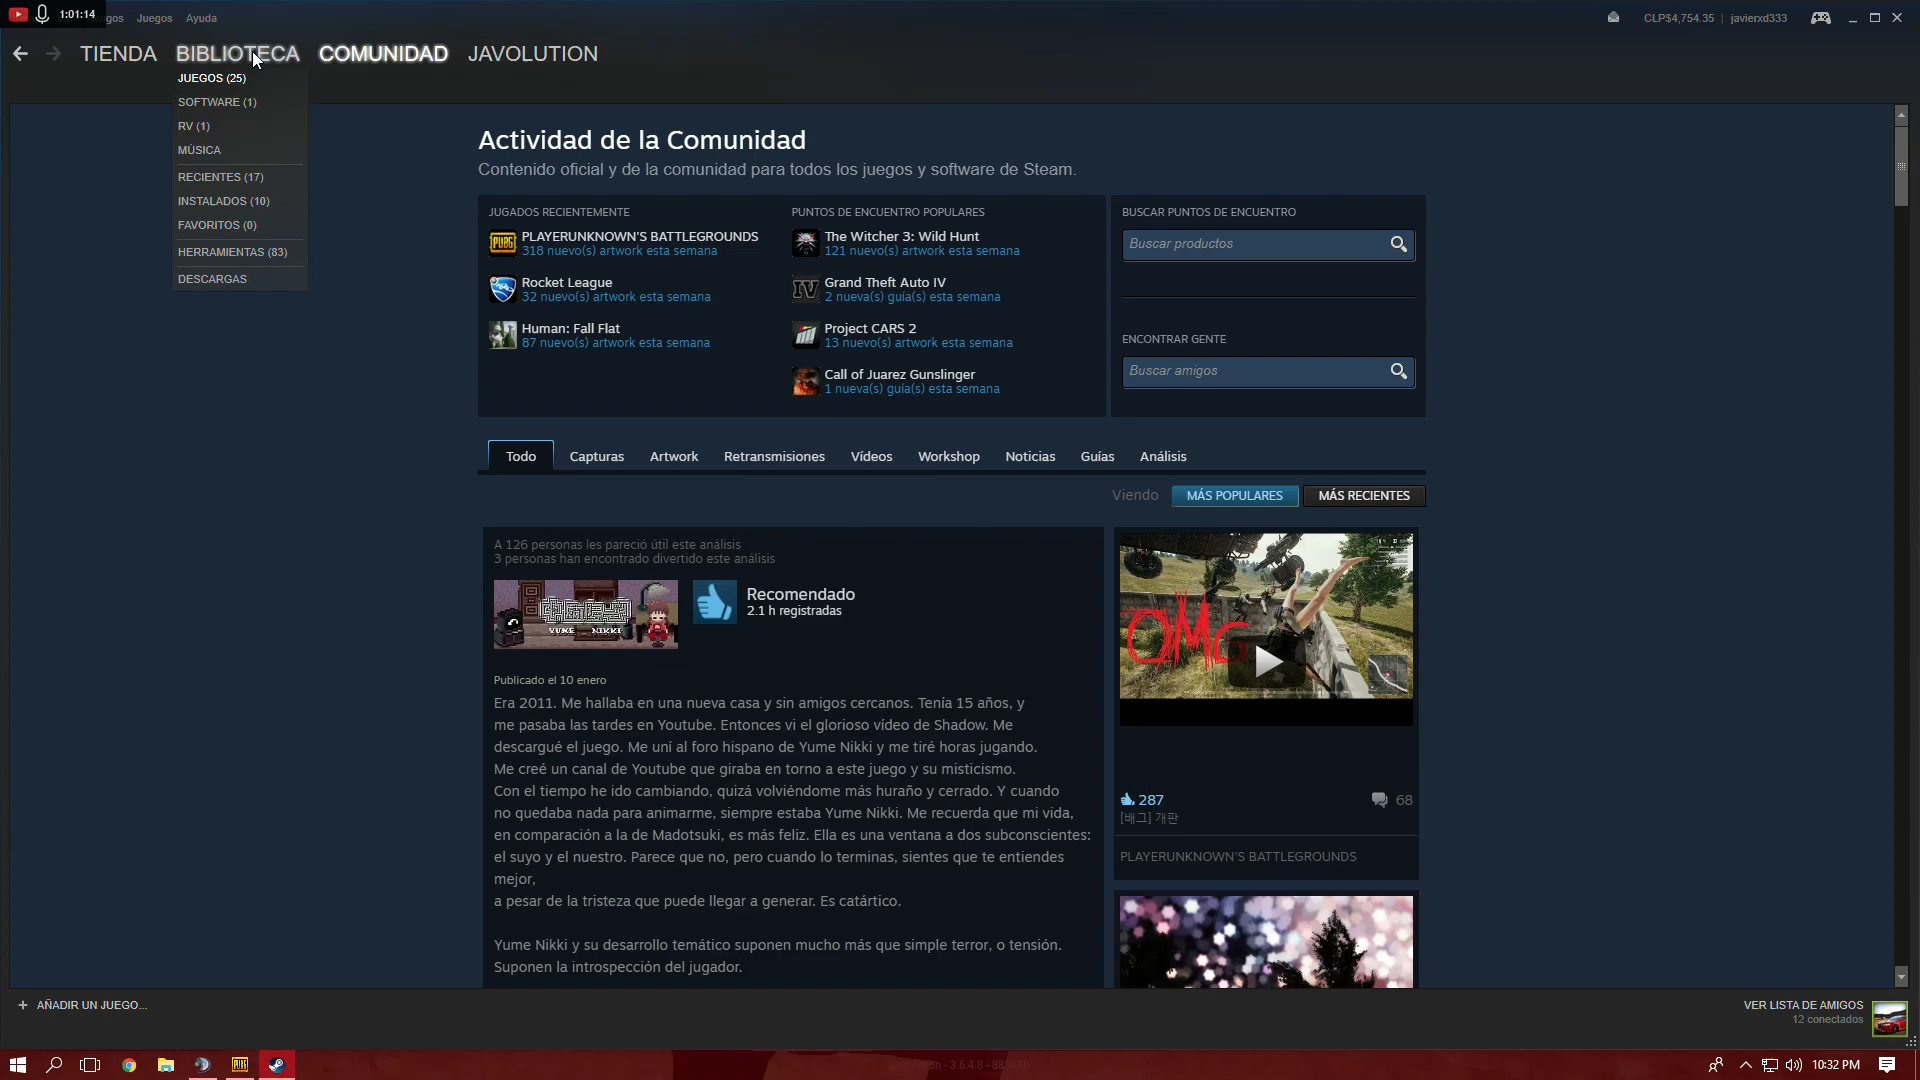 1:01:14
Juegos
Ayuda
CLP$4,754.35
javierxd333
TIENDA
BIBLIOTECA
COMUNIDAD
JAVOLUTION
JUEGOS (25)
SOFTWARE (1)
RV (1)
MÚSICA
RECIENTES (17)
INSTALADOS (10)
FAVORITOS (0)
HERRAMIENTAS (83)
DESCARGAS
Actividad de la Comunidad
Contenido oficial y de la comunidad para todos los juegos y software de Steam.
JUGADOS RECIENTEMENTE
PLAYERUNKNOWN'S BATTLEGROUNDS
318 nuevo(s) artwork esta semana
Rocket League
32 nuevo(s) artwork esta semana
Human: Fall Flat
87 nuevo(s) artwork esta semana
PUNTOS DE ENCUENTRO POPULARES
The Witcher 3: Wild Hunt
121 nuevo(s) artwork esta semana
Grand Theft Auto IV
2 nueva(s) guía(s) esta semana
Project CARS 2
13 nuevo(s) artwork esta semana
Call of Juarez Gunslinger
1 nueva(s) guía(s) esta semana
BUSCAR PUNTOS DE ENCUENTRO
Buscar productos
ENCONTRAR GENTE
Buscar amigos
Todo
Capturas
Artwork
Retransmisiones
Vídeos
Workshop
Noticias
Guías
Análisis
Viendo
MÁS POPULARES
MÁS RECIENTES
A 126 personas les pareció útil este análisis
3 personas han encontrado divertido este análisis
YUME NIKKI
Recomendado
2.1 h registradas
Publicado el 10 enero
Era 2011. Me hallaba en una nueva casa y sin amigos cercanos. Tenía 15 años, y
me pasaba las tardes en Youtube. Entonces vi el glorioso vídeo de Shadow. Me
descargué el juego. Me uní al foro hispano de Yume Nikki y me tiré horas jugando.
Me creé un canal de Youtube que giraba en torno a este juego y su misticismo.
Con el tiempo he ido cambiando, quizá volviéndome más huraño y cerrado. Y cuando
no quedaba nada para animarme, siempre estaba Yume Nikki. Me recuerda que mi vida,
en comparación a la de Madotsuki, es más feliz. Ella es una ventana a dos subconscientes:
el suyo y el nuestro. Parece que no, pero cuando lo terminas, sientes que te entiendes
mejor,
a pesar de la tristeza que puede llegar a generar. Es catártico.
Yume Nikki y su desarrollo temático suponen mucho más que simple terror, o tensión.
Suponen la introspección del jugador.
OMG
287
68
[배그] 개판
PLAYERUNKNOWN'S BATTLEGROUNDS
AÑADIR UN JUEGO...
VER LISTA DE AMIGOS
12 conectados
10:32 PM